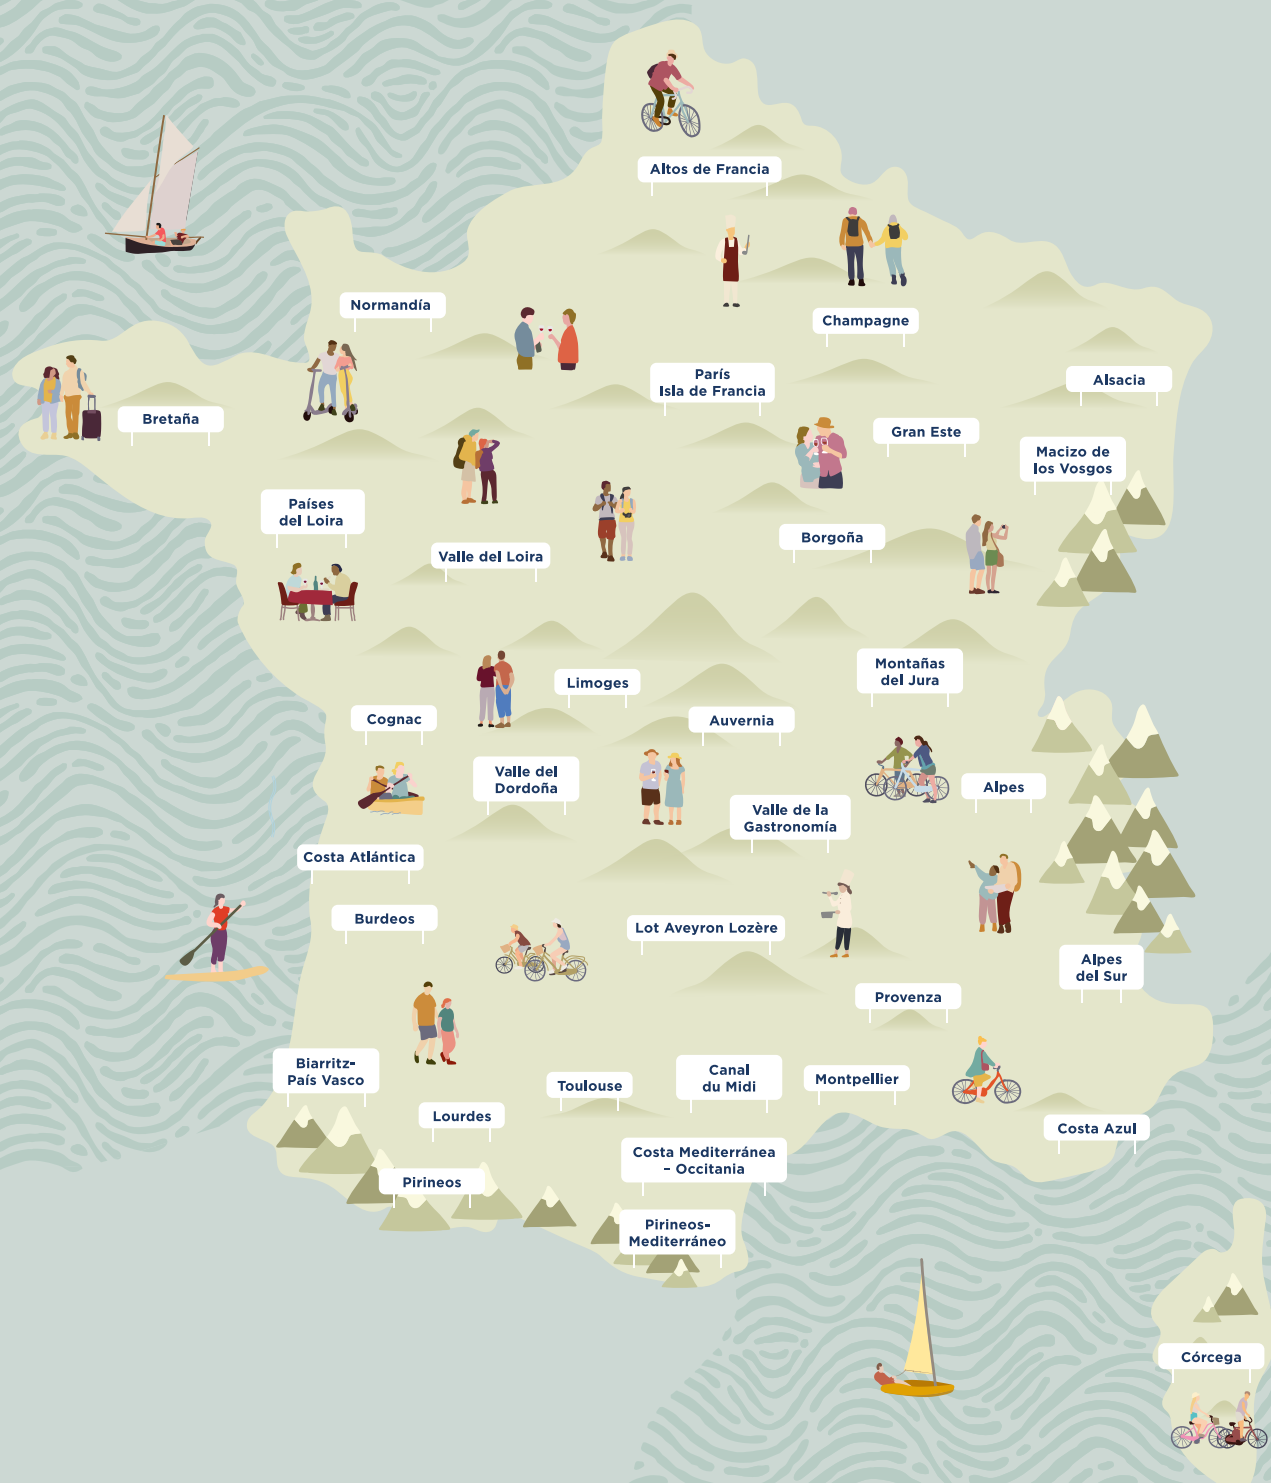 Altos de Francia
Normandía
Champagne
París
Isla de Francia
Alsacia
Bretaña
Gran Este
Macizo de
los Vosgos
Países
del Loira
Valle del Loira
Borgoña
Montañas
del Jura
Limoges
Cognac
Auvernia
Valle del
Dordoña
Alpes
Valle de la
Gastronomía
Costa Atlántica
Burdeos
Lot Aveyron Lozère
Alpes
del Sur
Provenza
Biarritz-
País Vasco
Toulouse
Canal
du Midi
Montpellier
Lourdes
Costa Azul
Costa Mediterránea
– Occitania
Pirineos
Pirineos-
Mediterráneo
Córcega